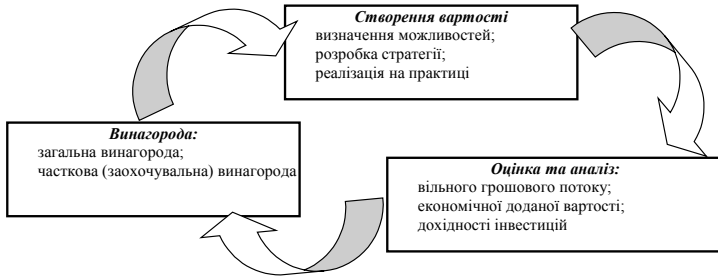 Створення вартості
визначення можливостей;
розробка стратегії;
реалізація на практиці
Винагорода:
загальна винагорода;
часткова (заохочувальна) винагорода
Оцінка та аналіз:
вільного грошового потоку;
економічної доданої вартості;
дохідності інвестицій